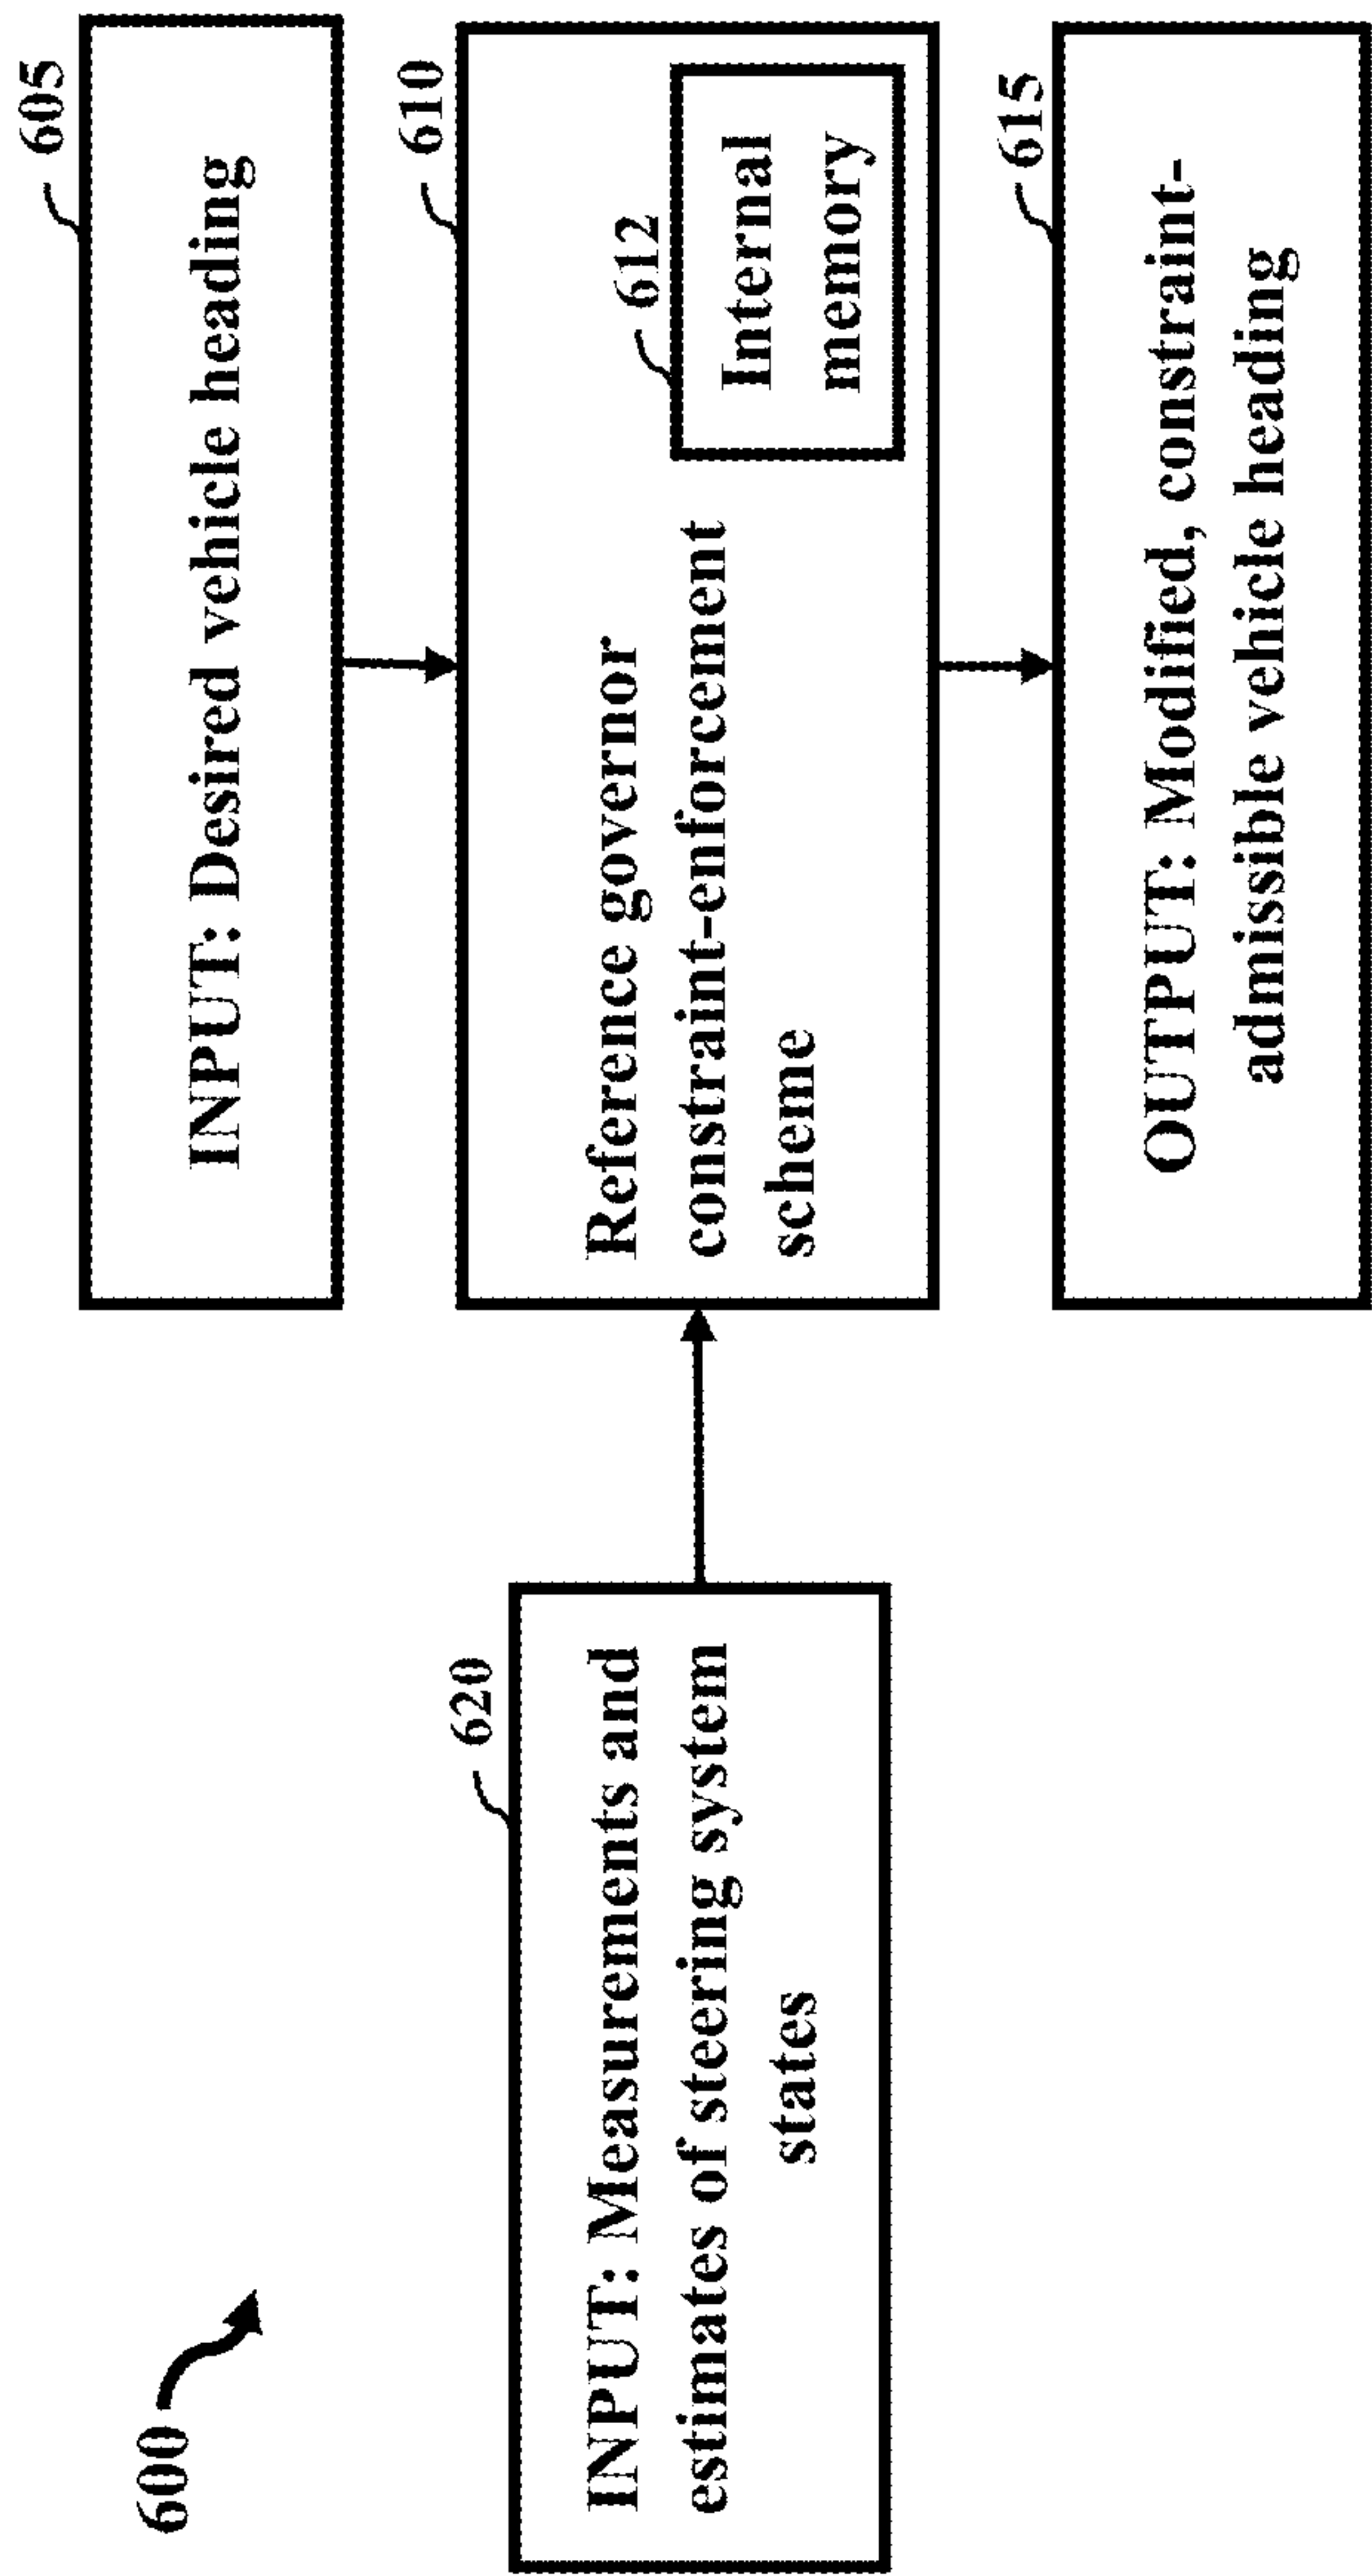 600
605
INPUT: Desired vehicle heading
610
Reference governor
constraint-enforcement
scheme
612
Internal
memory
620
INPUT: Measurements and
estimates of steering system
states
615
OUTPUT: Modified, constraint-
admissible vehicle heading